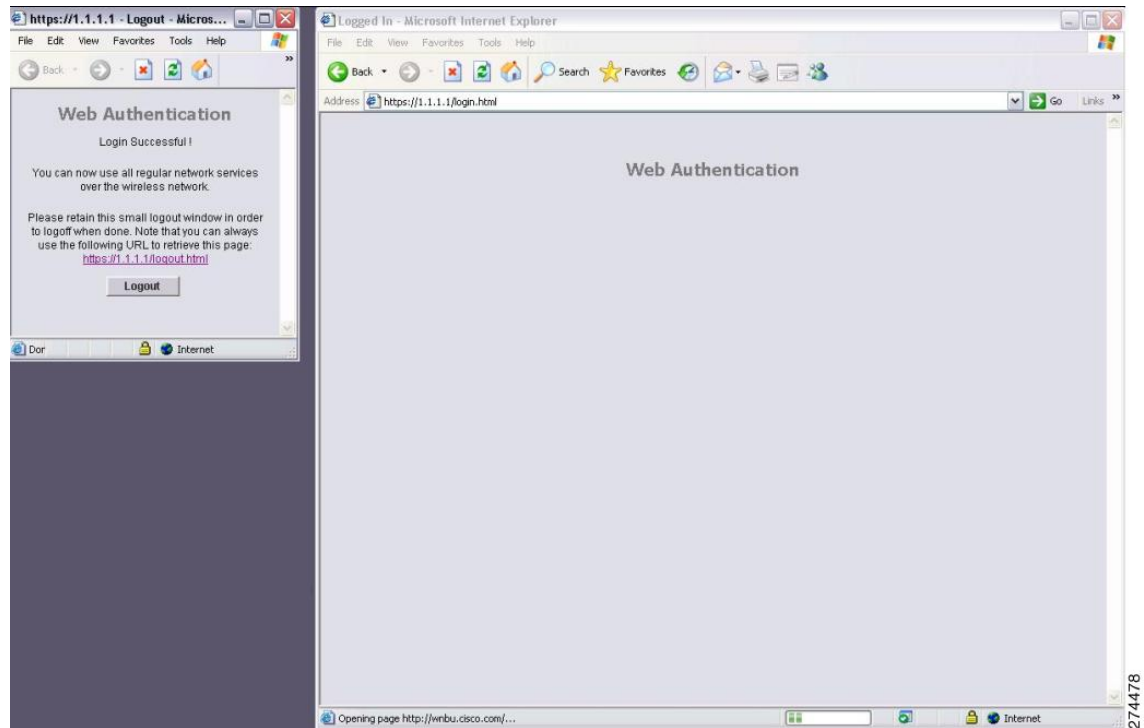 https://1.1.1.1 - Logout - Micros...
File Edit View Favorites Tools Help
Back
Web Authentication
Login Successful !
You can now use all regular network services
over the wireless network.
Please retain this small logout window in order
to logoff when done. Note that you can always
use the following URL to retrieve this page:
https://1.1.1.1/logout.html
Logout
Dor Internet
Logged In - Microsoft Internet Explorer
File Edit View Favorites Tools Help
Back Search Favorites
Address https://1.1.1.1/login.html Go Links
Web Authentication
Opening page http://wnbu.cisco.com/... Internet
274478